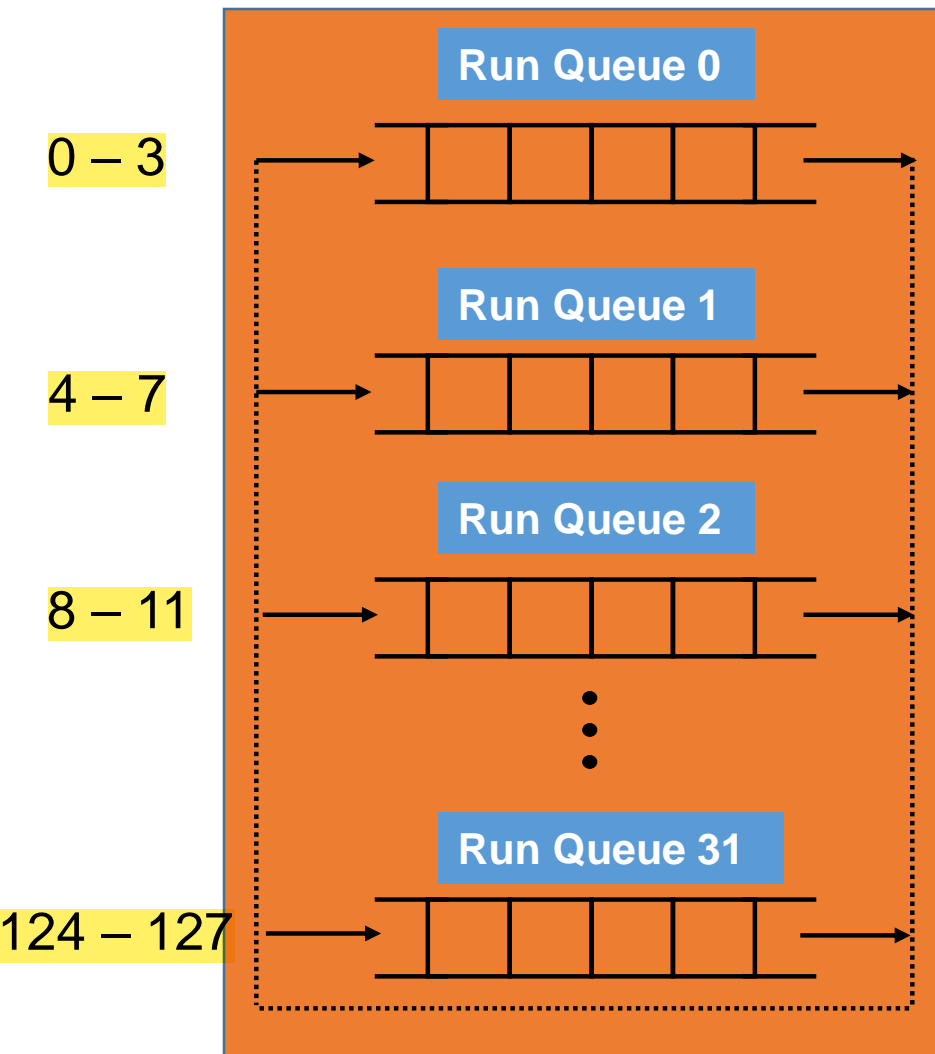 Run Queue 0
0 – 3
Run Queue 1
4 – 7
Run Queue 2
8 – 11
Run Queue 31
124 – 127